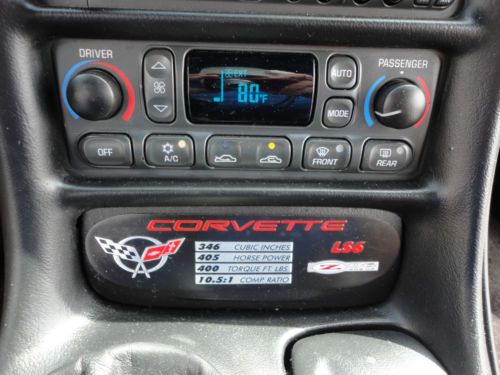 DRIVER
PASSENGER
EXT
80°F
AUTO
MODE
OFF
A/C
FRONT
REAR
CORVETTE
LS6
346 CUBIC INCHES
405 HORSE POWER
400 TORQUE FT. LBS.
10.5:1 COMP RATIO